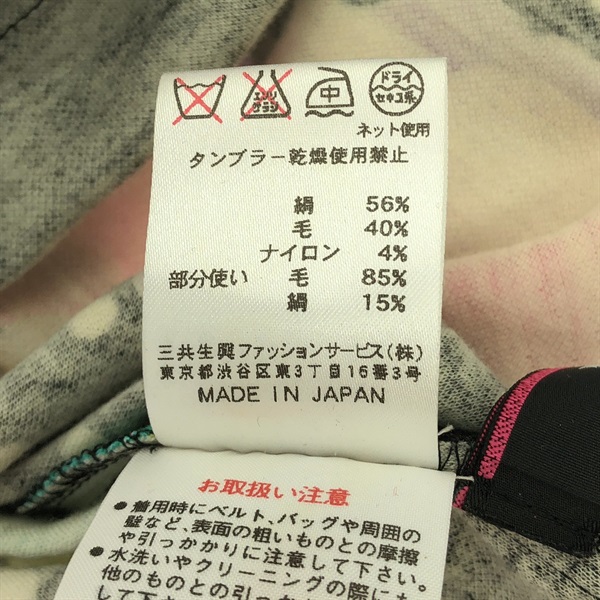 エンソ
サラシ
中
ドライ
セキユ系
ネット使用
タンブラー乾燥使用禁止
絹 56%
毛 40%
ナイロン 4%
部分使い 毛 85%
絹 15%
三共生興ファッションサービス(株)
東京都渋谷区東3丁目16番3号
MADE IN JAPAN
お取扱い注意
●着用時にベルト、バッグや周囲の
壁など、表面の粗いものとの摩擦
や引っかかりに注意して下さい。
●水洗いやクリーニングの際にも
他のものとの引っ